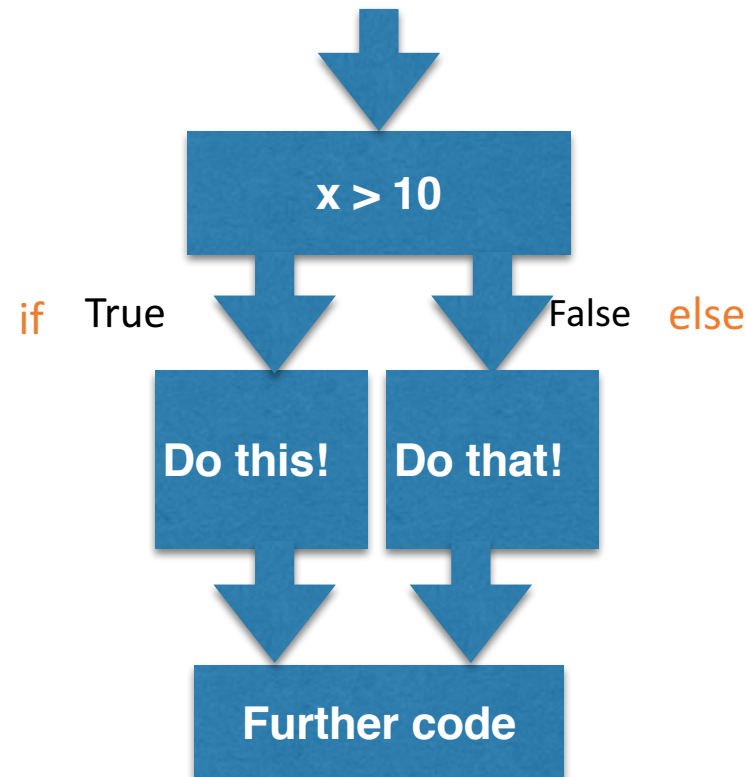 x > 10
if True False else
Do this! Do that!
Further code